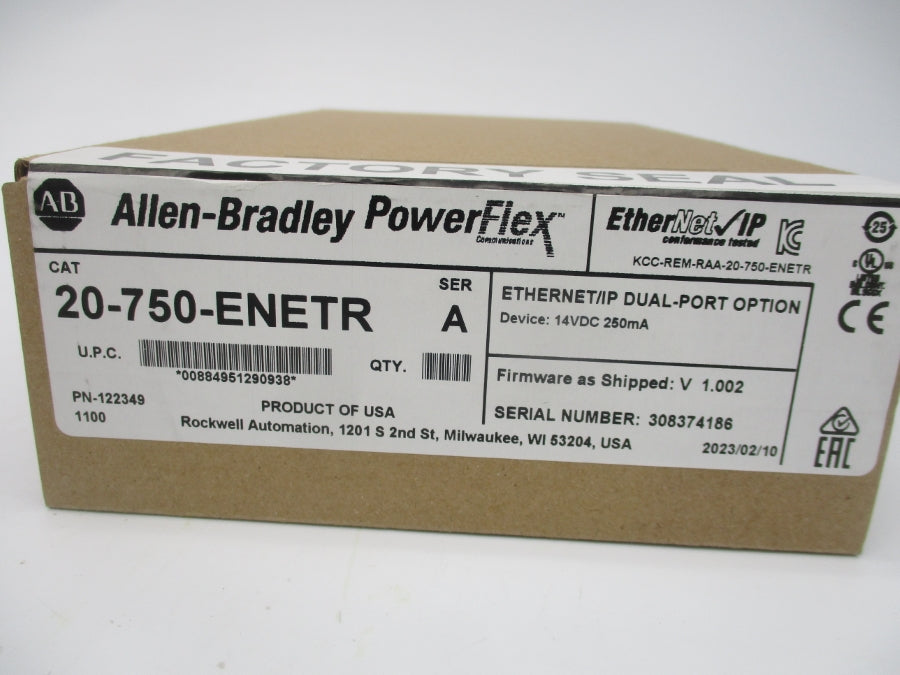 FACTORY SEAL
AB
Allen-Bradley PowerFlex™
Communications
EtherNet/IP
conformance tested
KCC-REM-RAA-20-750-ENETR
25
UL
CE
CAT
20-750-ENETR
SER
A
ETHERNET/IP DUAL-PORT OPTION
Device: 14VDC 250mA
U.P.C.
*00884951290938*
QTY.
Firmware as Shipped: V 1.002
SERIAL NUMBER: 308374186
PN-122349
1100
PRODUCT OF USA
Rockwell Automation, 1201 S 2nd St, Milwaukee, WI 53204, USA
2023/02/10
EAC